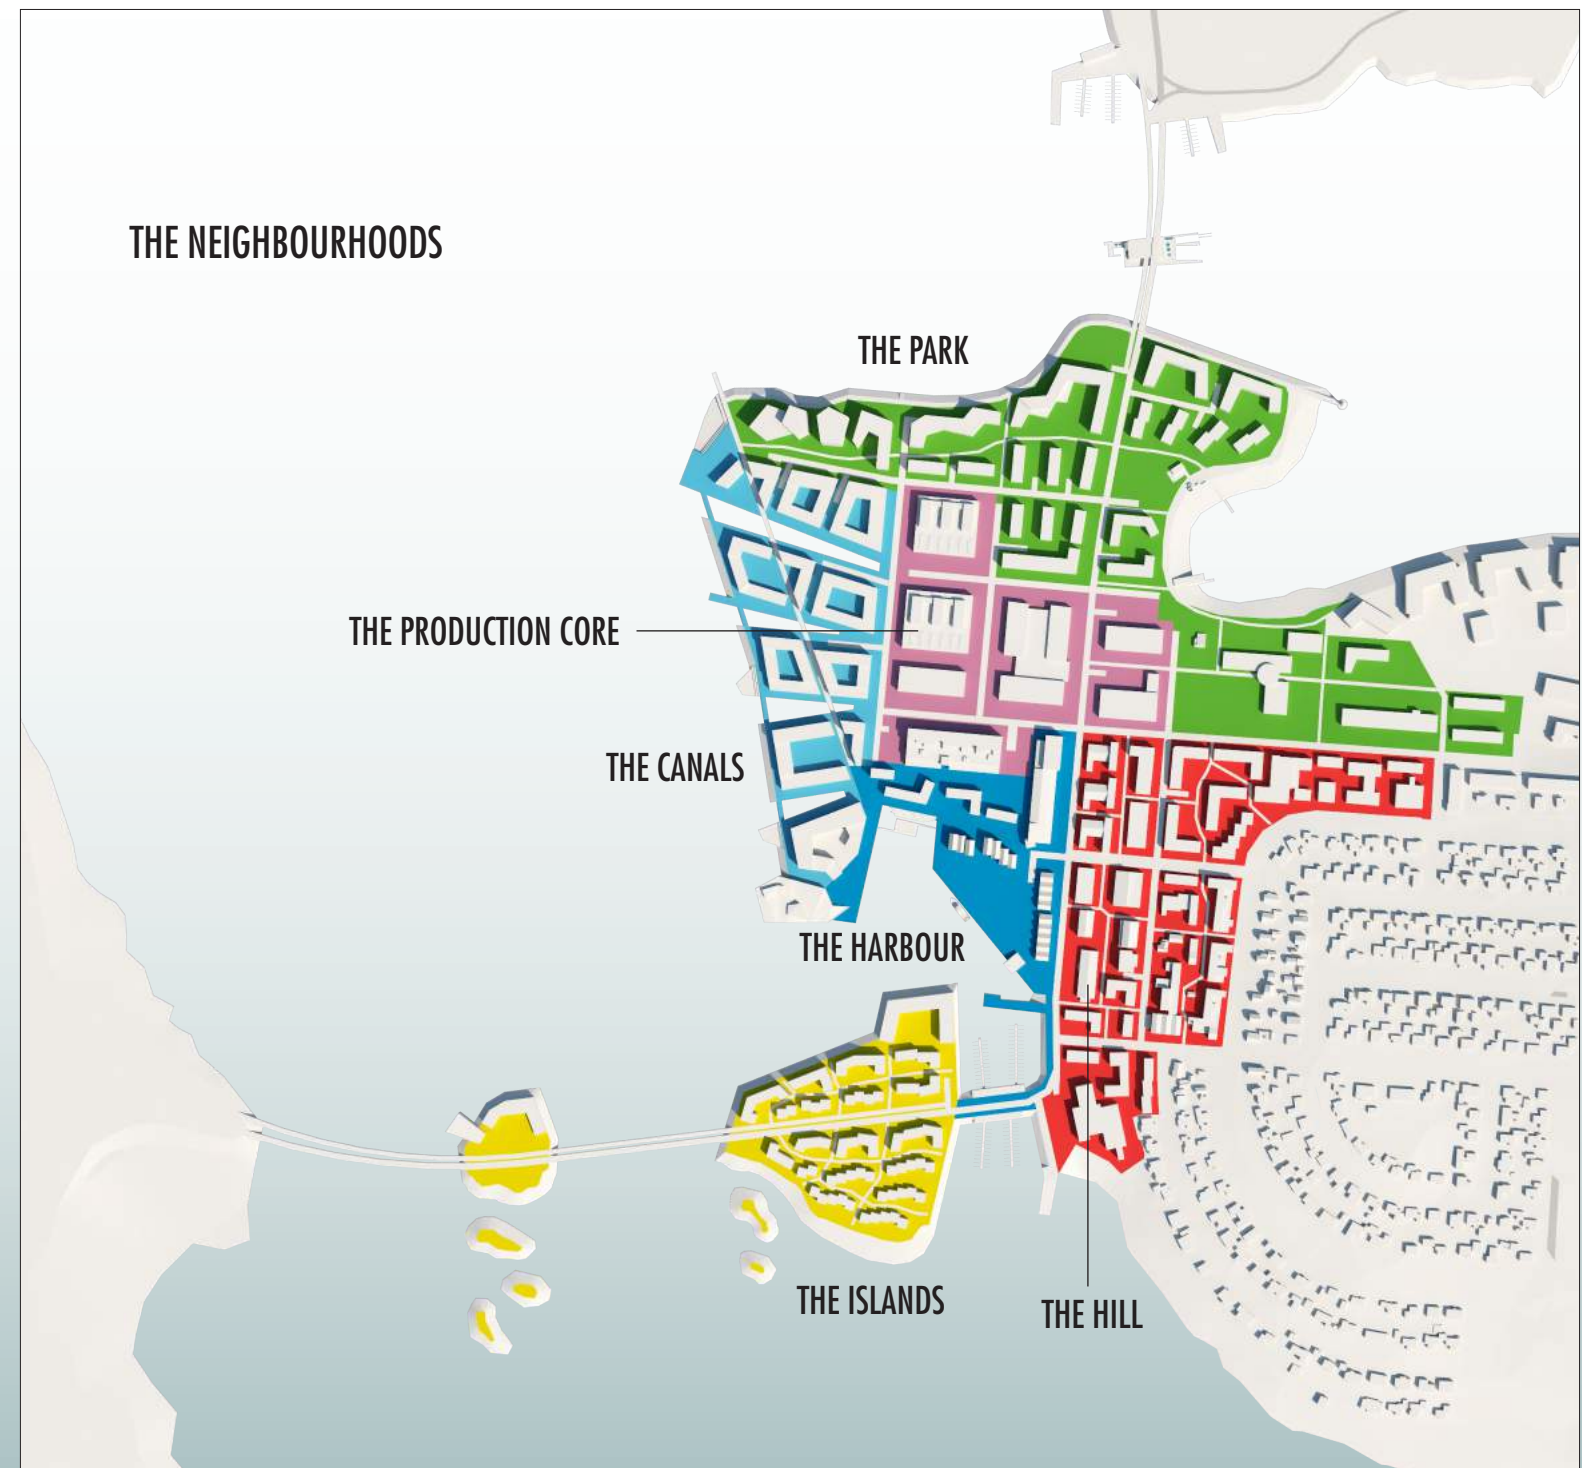 THE NEIGHBOURHOODS
THE PARK
THE PRODUCTION CORE
THE CANALS
THE HARBOUR
THE ISLANDS
THE HILL